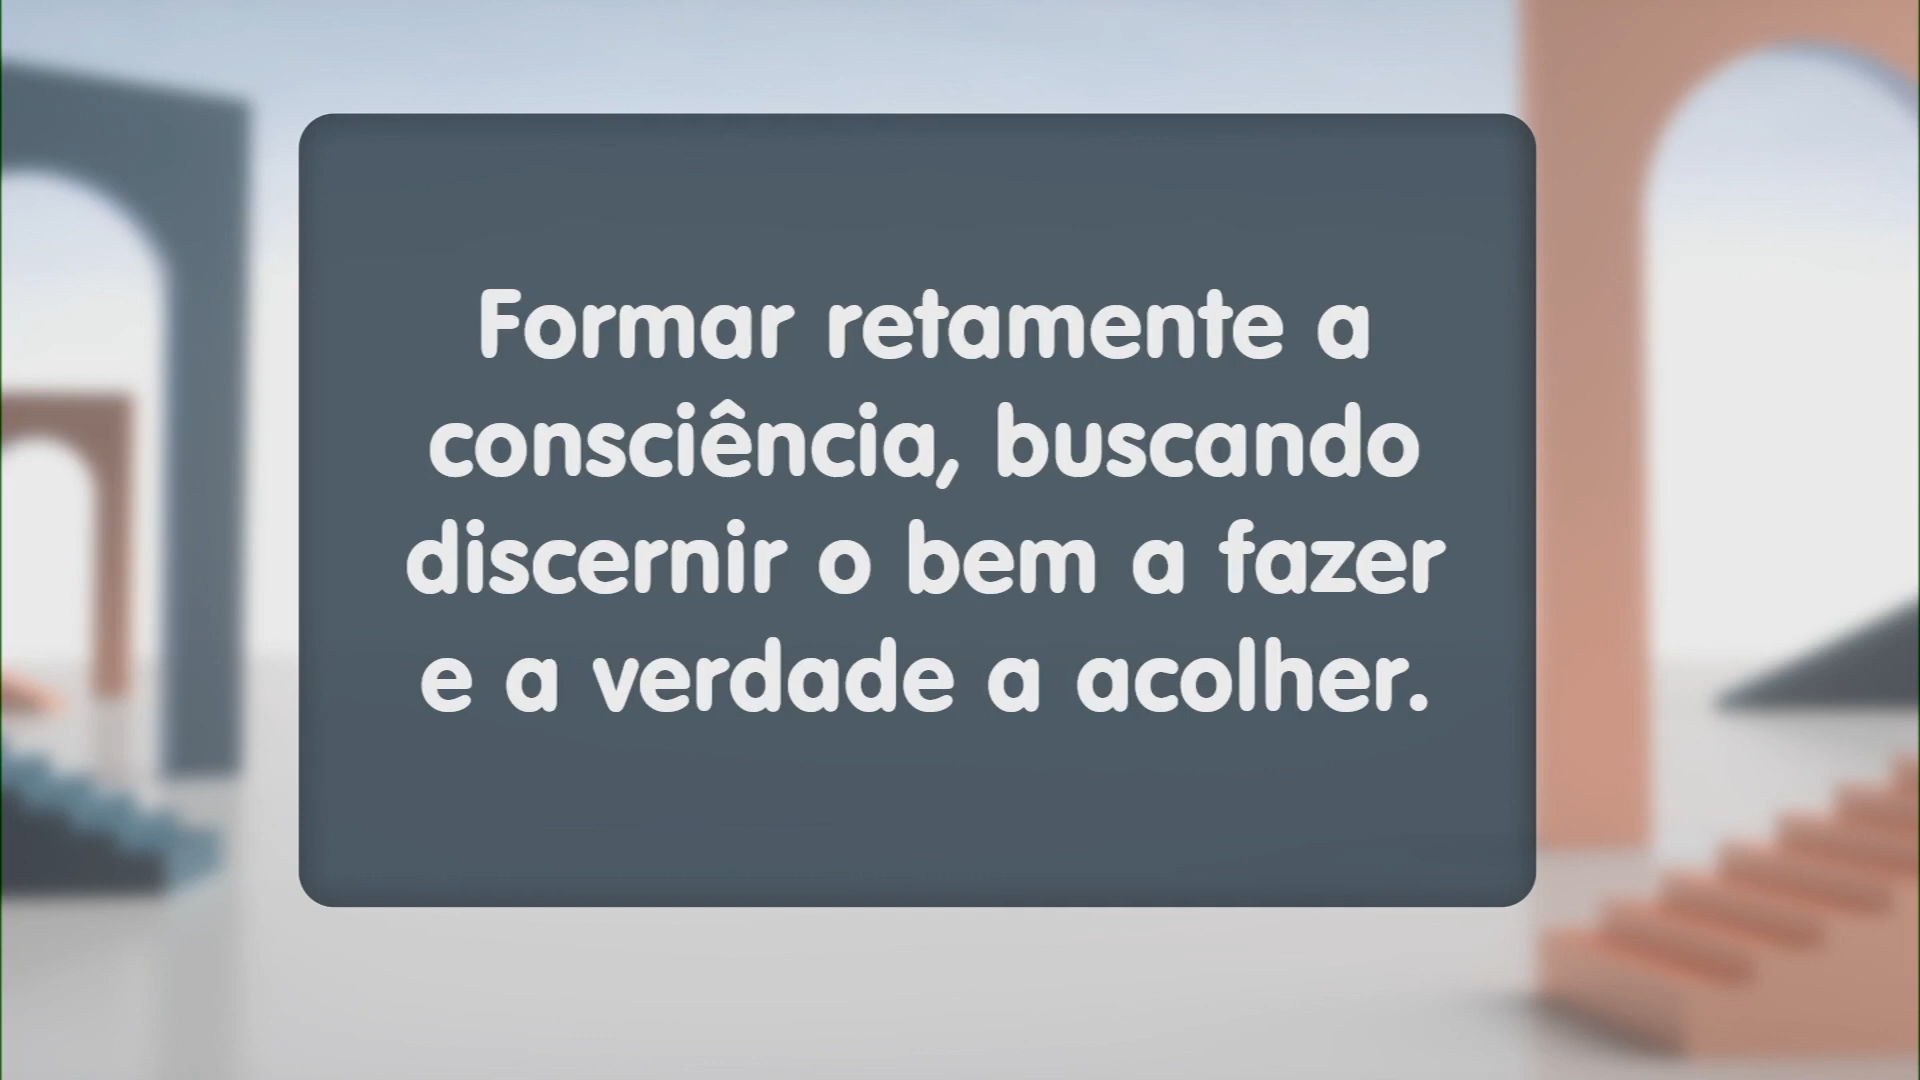 Formar retamente a
consciência, buscando
discernir o bem a fazer
e a verdade a acolher.